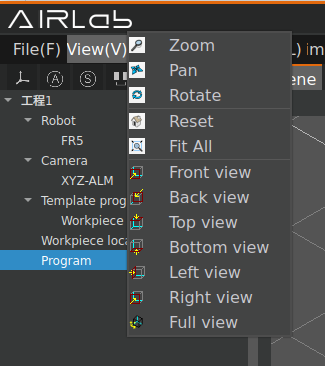 AIRLab
File(F) View(V) L) im
Zoom
Pan
Rotate
Reset
Fit All
Front view
Back view
Top view
Bottom view
Left view
Right view
Full view
ene
A S
工程1
Robot
FR5
Camera
XYZ-ALM
Template prog
Workpiece
Workpiece loca
Program